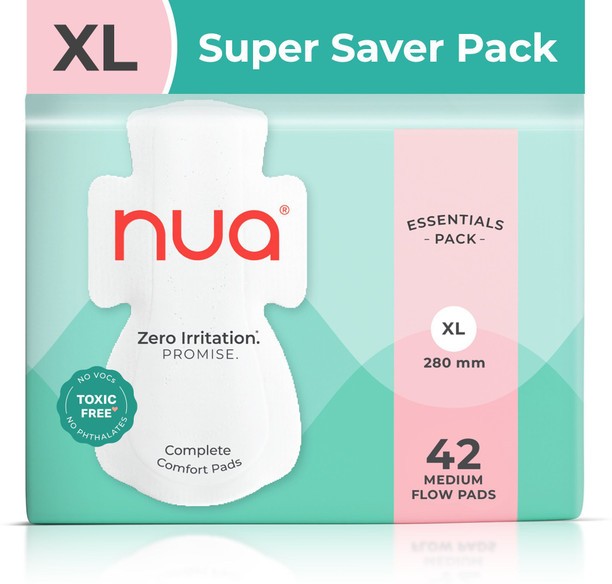 XL
Super Saver Pack
nua®
ESSENTIALS
- PACK -
Zero Irritation.*
PROMISE.
XL
280 mm
NO VOCs
TOXIC
FREE
NO PHTHALATES
Complete
Comfort Pads
42
MEDIUM
FLOW PADS